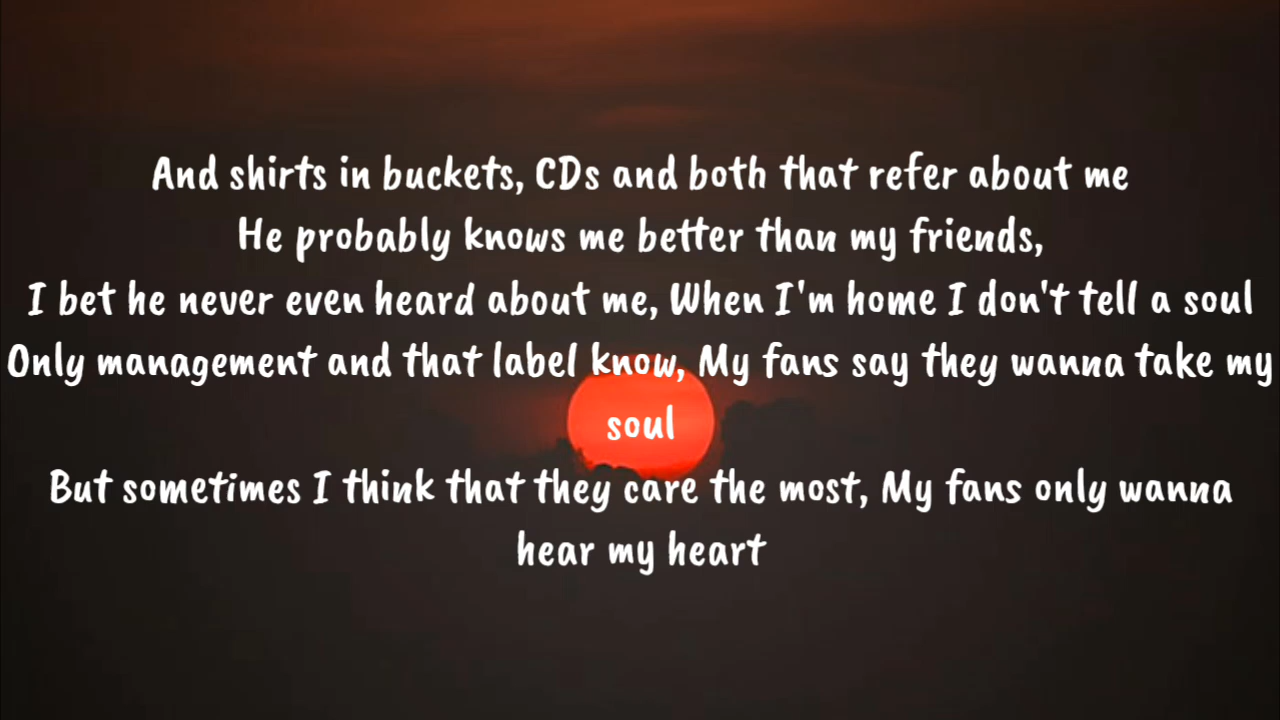 And shirts in buckets, CDs and both that refer about me
He probably knows me better than my friends,
I bet he never even heard about me, When I'm home I don't tell a soul
Only management and that label know, My fans say they wanna take my
soul
But sometimes I think that they care the most, My fans only wanna
hear my heart